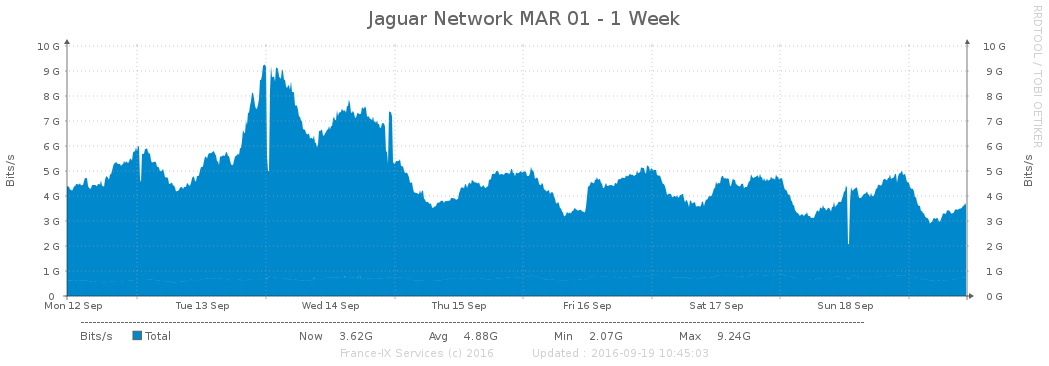 Jaguar Network MAR 01 - 1 Week
RRDTOOL / TOBI OETIKER
Bits/s
10 G 10 G
9 G 9 G
8 G 8 G
7 G 7 G
6 G 6 G
5 G 5 G
4 G 4 G
3 G 3 G
2 G 2 G
1 G 1 G
0 0 G
Bits/s
Mon 12 Sep Tue 13 Sep Wed 14 Sep Thu 15 Sep Fri 16 Sep Sat 17 Sep Sun 18 Sep
Bits/s Total Now 3.62G Avg 4.88G Min 2.07G Max 9.24G
France-IX Services (c) 2016 Updated : 2016-09-19 10:45:03